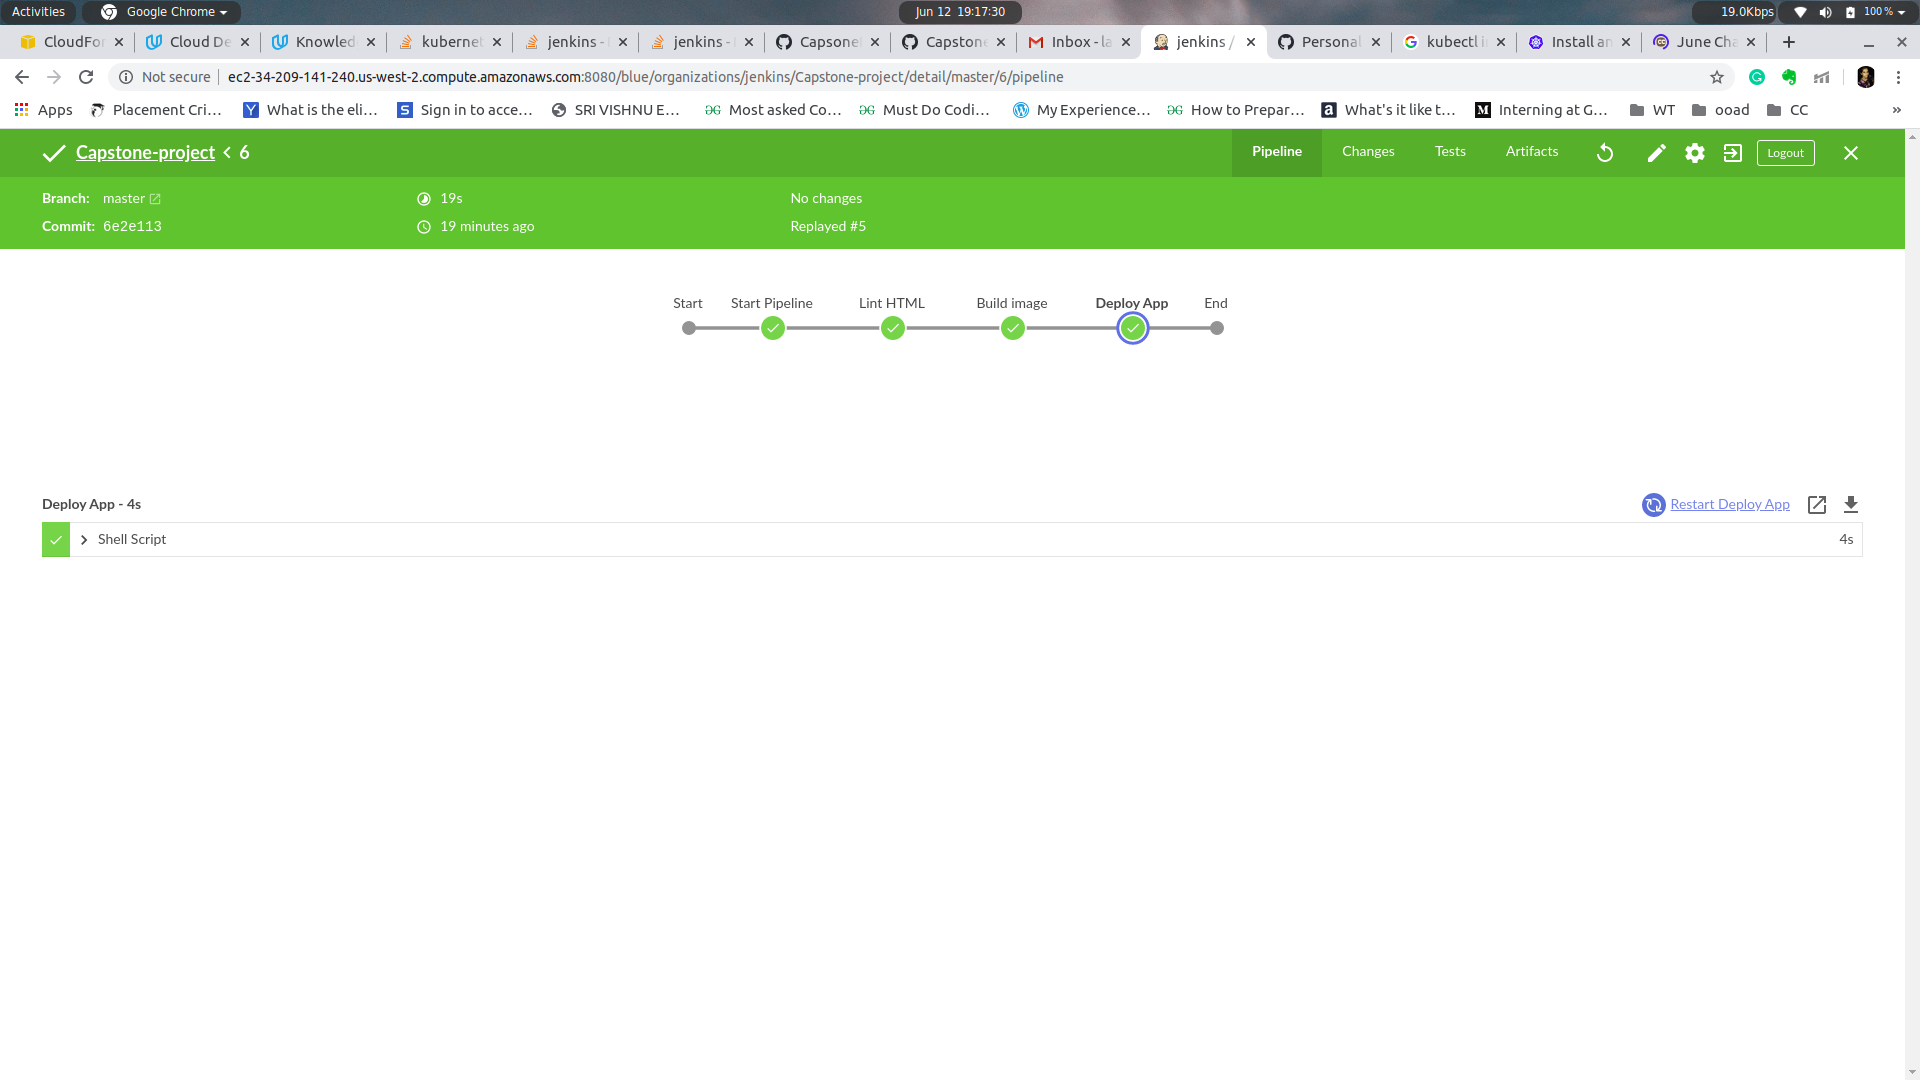 Activities Google Chrome Jun 12 19:17:30 19.0Kbps 100 %
CloudFor Cloud De Knowled kubernet jenkins - jenkins - Capsone Capstone Inbox - la jenkins / Personal kubectl i Install an June Cha
Not secure ec2-34-209-141-240.us-west-2.compute.amazonaws.com:8080/blue/organizations/jenkins/Capstone-project/detail/master/6/pipeline
Apps Placement Cri... What is the eli... Sign in to acce... SRI VISHNU E... Most asked Co... Must Do Codi... My Experience... How to Prepar... What's it like t... Interning at G... WT ooad CC »
Capstone-project < 6 Pipeline Changes Tests Artifacts Logout
Branch: master 19s No changes
Commit: 6e2e113 19 minutes ago Replayed #5
Start Start Pipeline Lint HTML Build image Deploy App End
Deploy App - 4s Restart Deploy App
Shell Script 4s